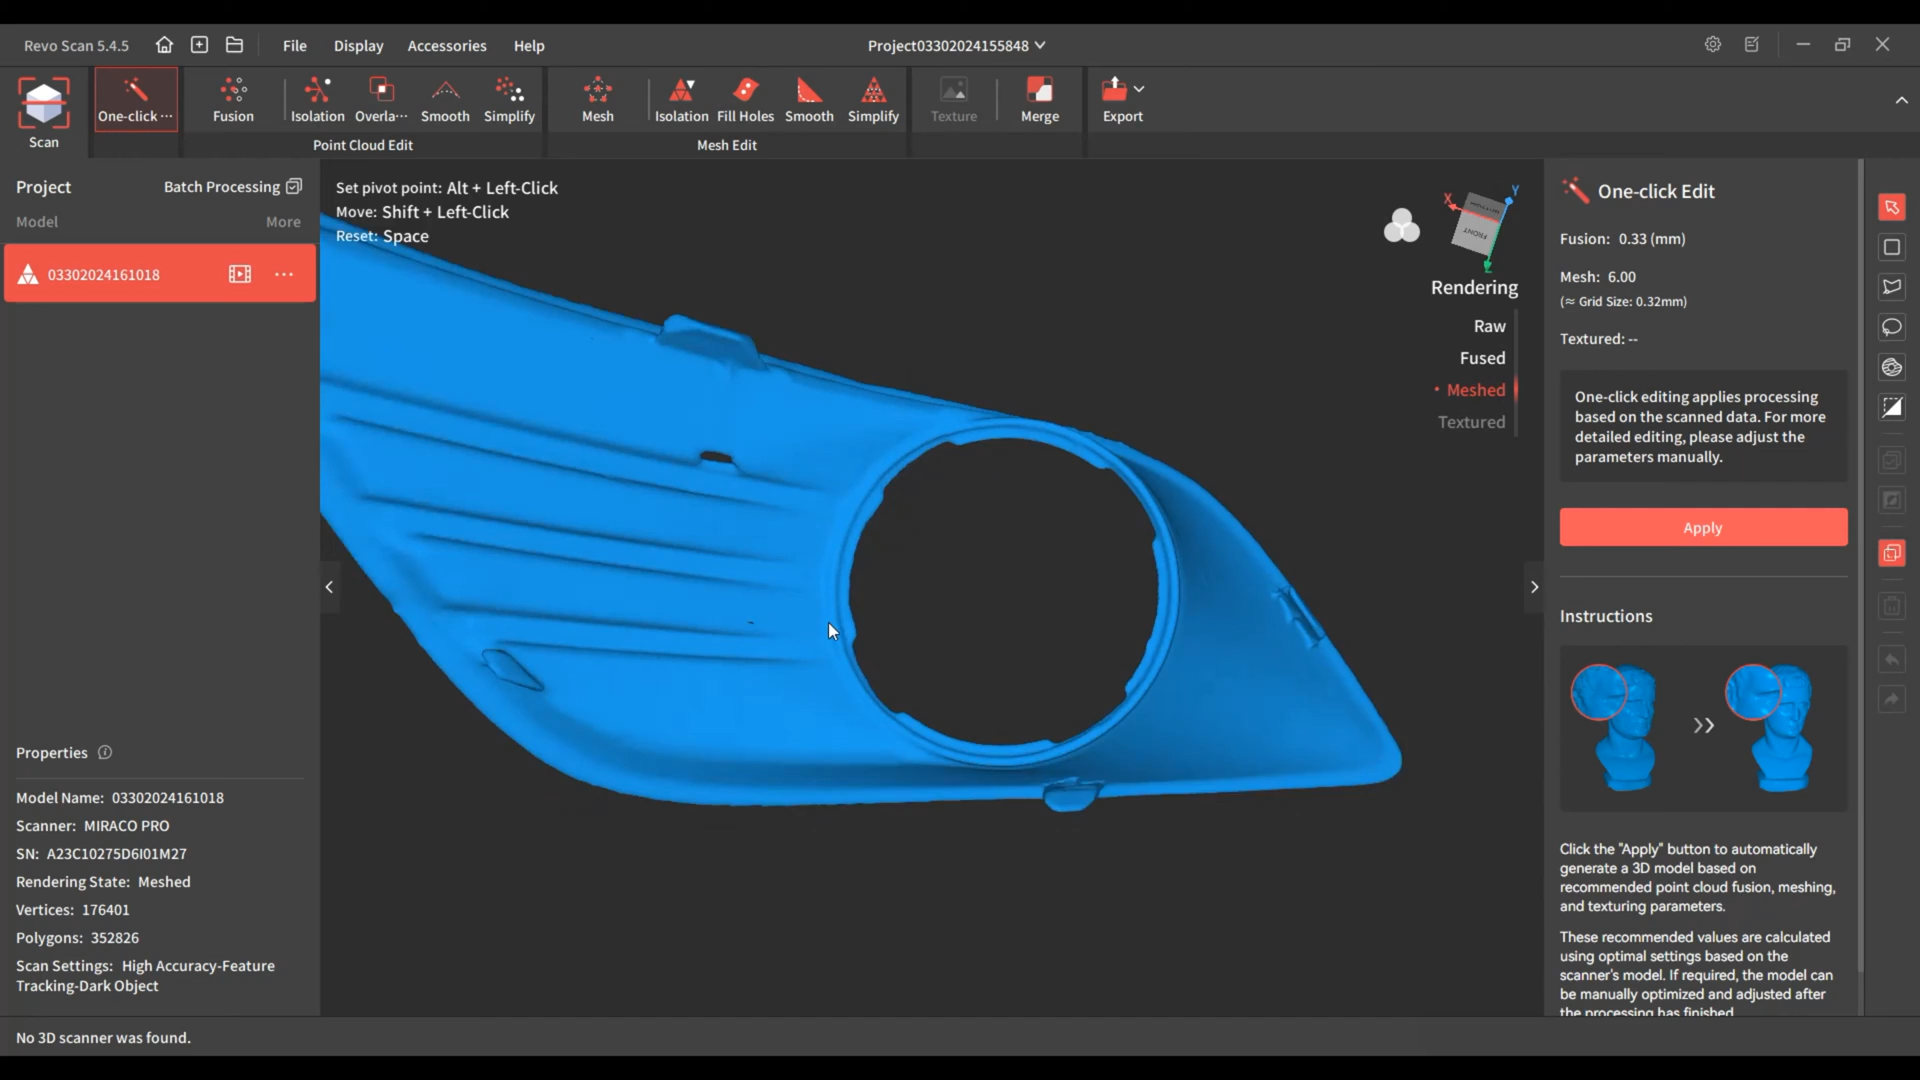 Revo Scan 5.4.5
File
Display
Accessories
Help
Project03302024155848
Scan
One-click ···
Fusion
Isolation
Overla···
Smooth
Simplify
Point Cloud Edit
Mesh
Isolation
Fill Holes
Smooth
Simplify
Mesh Edit
Texture
Merge
Export
Project
Batch Processing
Model
More
03302024161018
Set pivot point: Alt + Left-Click
Move: Shift + Left-Click
Reset: Space
X
Y
FRONT
Rendering
Raw
Fused
• Meshed
Textured
One-click Edit
Fusion: 0.33 (mm)
Mesh: 6.00
(≈ Grid Size: 0.32mm)
Textured: --
One-click editing applies processing
based on the scanned data. For more
detailed editing, please adjust the
parameters manually.
Apply
Instructions
Click the "Apply" button to automatically
generate a 3D model based on
recommended point cloud fusion, meshing,
and texturing parameters.
These recommended values are calculated
using optimal settings based on the
scanner's model. If required, the model can
be manually optimized and adjusted after
the processing has finished.
Properties
Model Name: 03302024161018
Scanner: MIRACO PRO
SN: A23C10275D6I01M27
Rendering State: Meshed
Vertices: 176401
Polygons: 352826
Scan Settings: High Accuracy-Feature
Tracking-Dark Object
No 3D scanner was found.